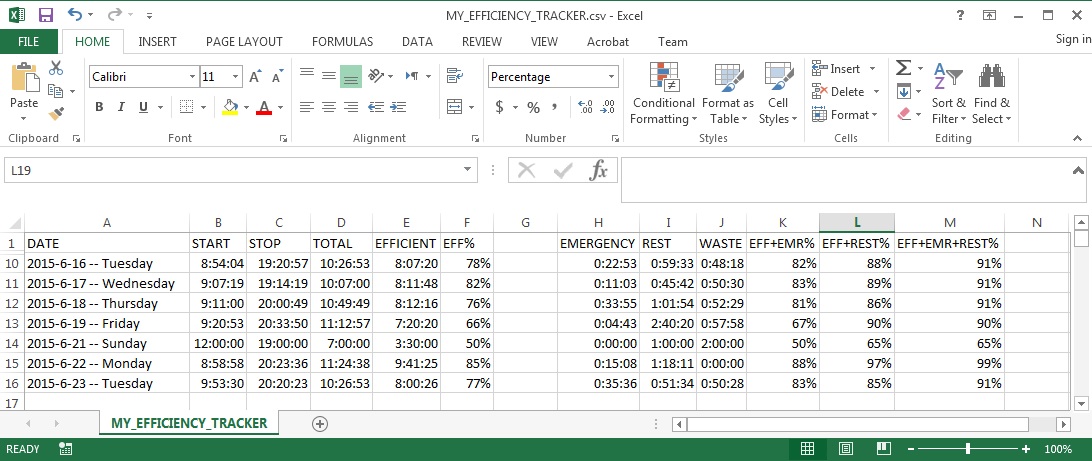 MY_EFFICIENCY_TRACKER.csv - Excel
FILE HOME INSERT PAGE LAYOUT FORMULAS DATA REVIEW VIEW Acrobat Team Sign in
Paste Calibri 11 A A
B I U A
Percentage
$ % , .0 .00 .00 .0
Conditional Formatting Format as Table Cell Styles
Insert
Delete
Format
Sort & Filter Find & Select
Clipboard Font Alignment Number Styles Cells Editing
L19 fx
A B C D E F G H I J K L M N
1 DATE START STOP TOTAL EFFICIENT EFF% EMERGENCY REST WASTE EFF+EMR% EFF+REST% EFF+EMR+REST%
10 2015-6-16 -- Tuesday 8:54:04 19:20:57 10:26:53 8:07:20 78% 0:22:53 0:59:33 0:48:18 82% 88% 91%
11 2015-6-17 -- Wednesday 9:07:19 19:14:19 10:07:00 8:11:48 82% 0:11:03 0:45:42 0:50:30 83% 89% 91%
12 2015-6-18 -- Thursday 9:11:00 20:00:49 10:49:49 8:12:16 76% 0:33:55 1:01:54 0:52:29 81% 86% 91%
13 2015-6-19 -- Friday 9:20:53 20:33:50 11:12:57 7:20:20 66% 0:04:43 2:40:20 0:57:58 67% 90% 90%
14 2015-6-21 -- Sunday 12:00:00 19:00:00 7:00:00 3:30:00 50% 0:00:00 1:00:00 2:00:00 50% 65% 65%
15 2015-6-22 -- Monday 8:58:58 20:23:36 11:24:38 9:41:25 85% 0:15:08 1:18:11 0:00:00 88% 97% 99%
16 2015-6-23 -- Tuesday 9:53:30 20:20:23 10:26:53 8:00:26 77% 0:35:36 0:51:34 0:50:28 83% 85% 91%
17
MY_EFFICIENCY_TRACKER
READY 100%